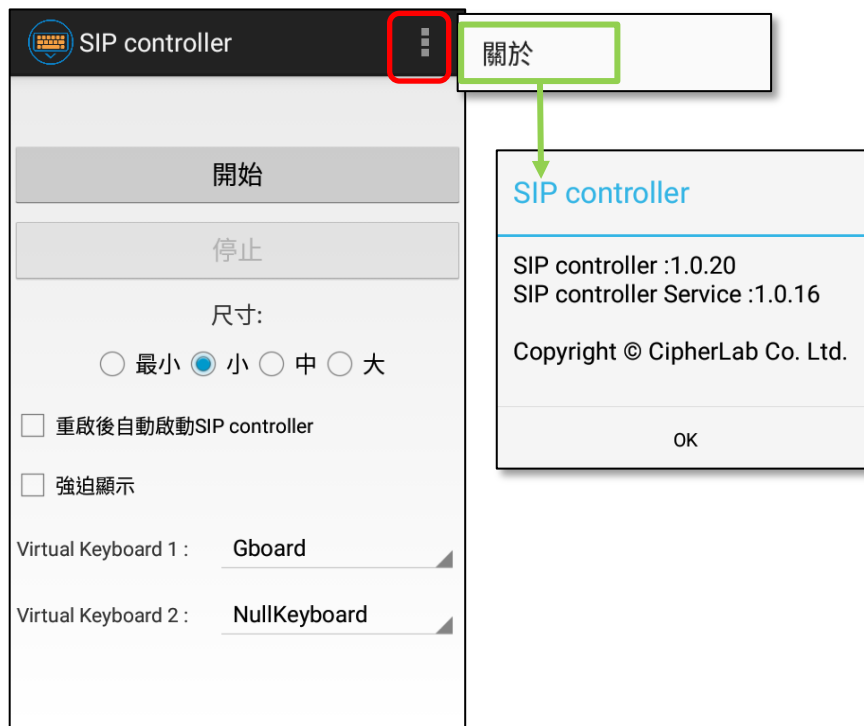 SIP controller
關於
開始
停止
尺寸:
最小 小 中 大
重啟後自動啟動SIP controller
強迫顯示
Virtual Keyboard 1 : Gboard
Virtual Keyboard 2 : NullKeyboard
SIP controller
SIP controller :1.0.20
SIP controller Service :1.0.16
Copyright © CipherLab Co. Ltd.
OK